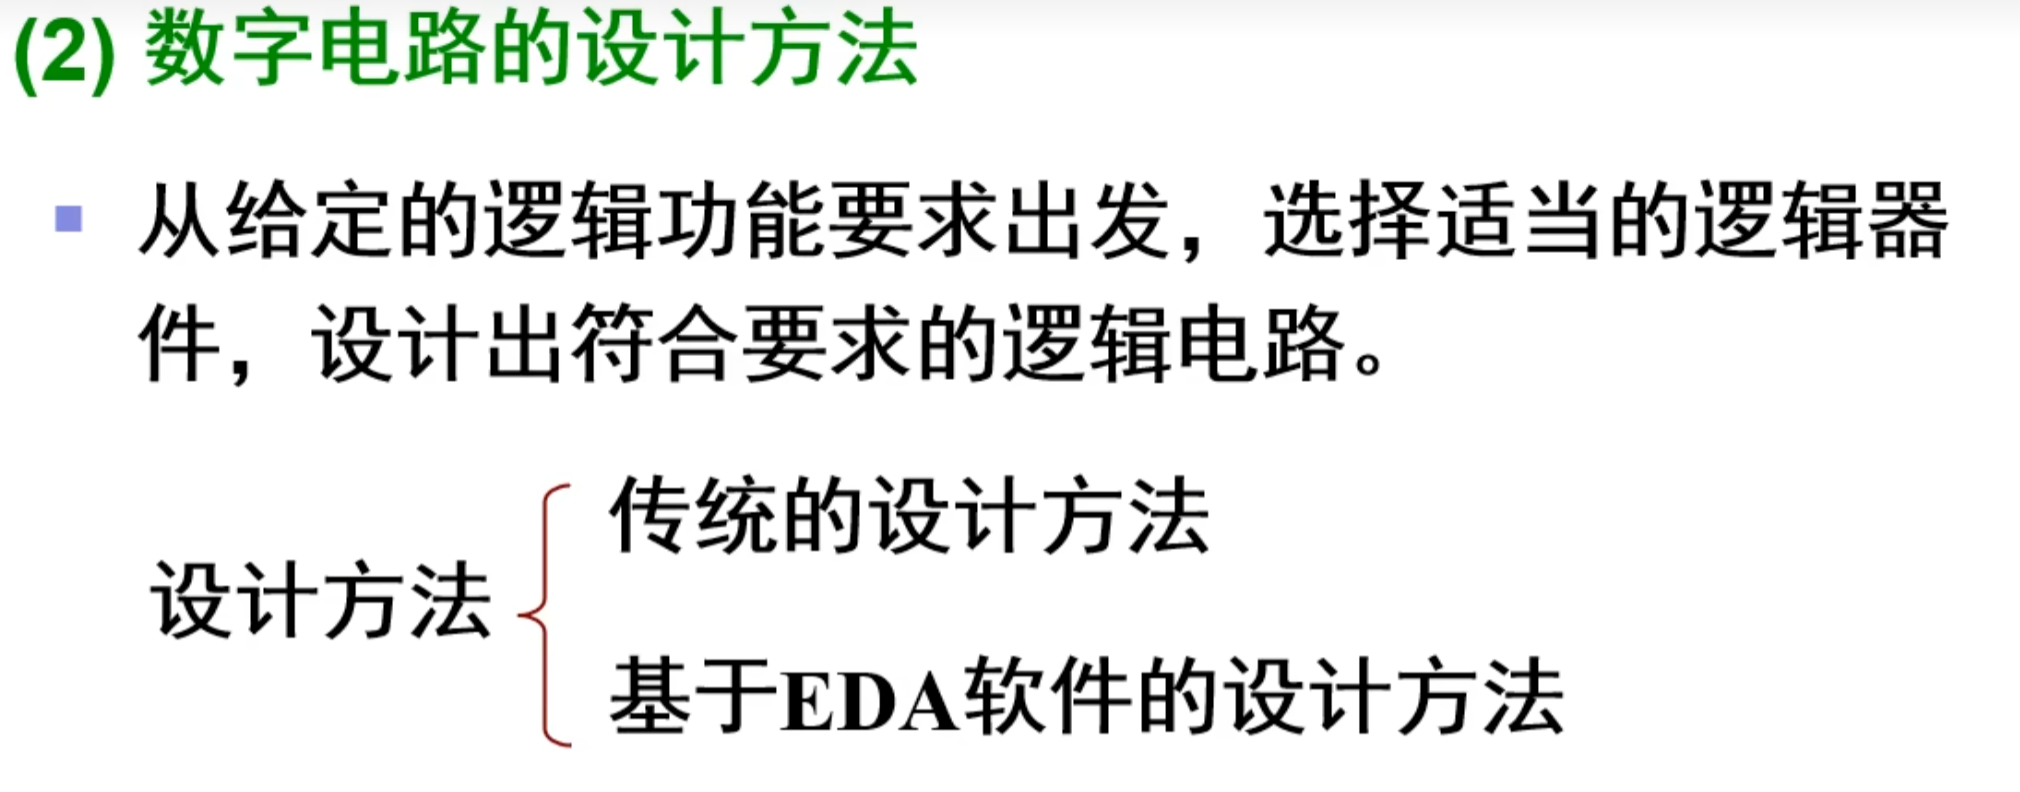 (2) 数字电路的设计方法
从给定的逻辑功能要求出发，选择适当的逻辑器
件，设计出符合要求的逻辑电路。
传统的设计方法
设计方法
基于EDA软件的设计方法